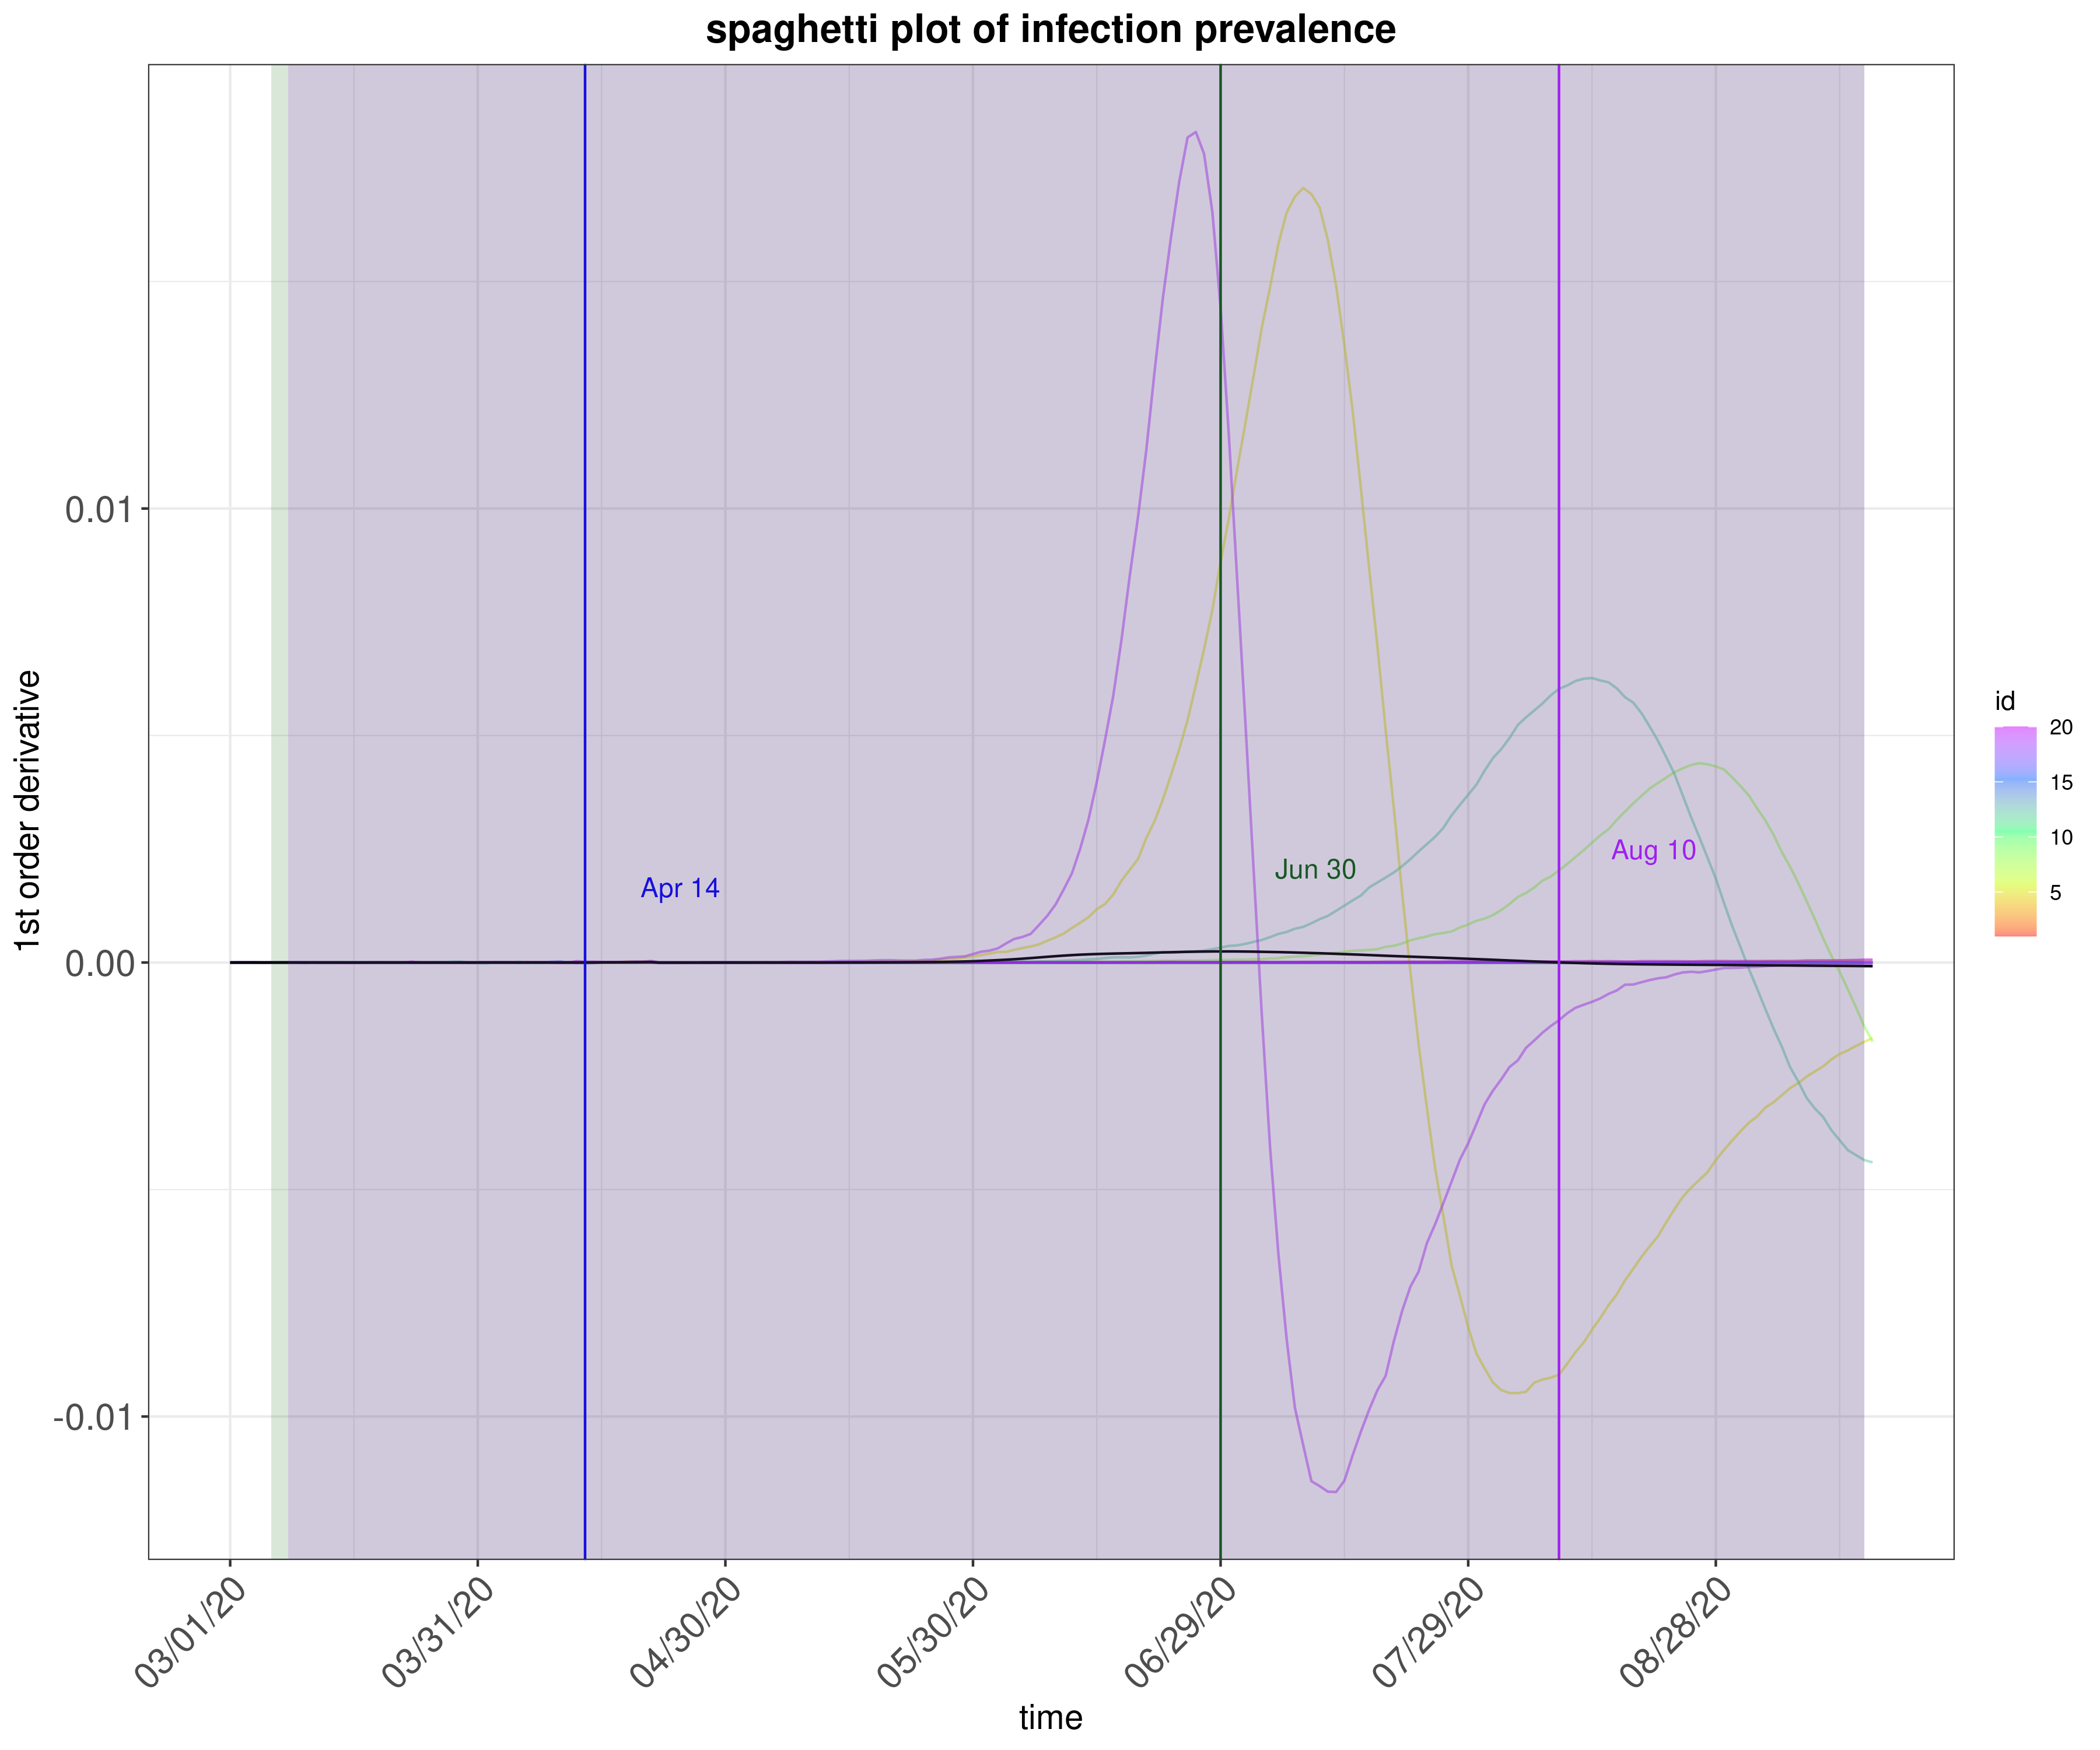 spaghetti plot of infection prevalence
1st order derivative
0.01
0.00
-0.01
Apr 14
Jun 30
Aug 10
id
20
15
10
5
03/01/20
03/31/20
04/30/20
05/30/20
06/29/20
07/29/20
08/28/20
time